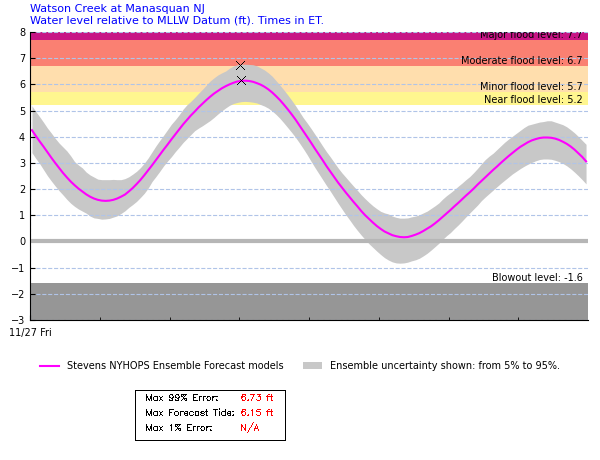 Watson Creek at Manasquan NJ
Water level relative to MLLW Datum (ft). Times in ET.
8
Major flood level: 7.7
7
Moderate flood level: 6.7
6
Minor flood level: 5.7
Near flood level: 5.2
5
4
3
2
1
0
−1
Blowout level: -1.6
−2
−3
11/27 Fri
Stevens NYHOPS Ensemble Forecast models
Ensemble uncertainty shown: from 5% to 95%.
Max 99% Error: 6.73 ft
Max Forecast Tide: 6.15 ft
Max 1% Error: N/A